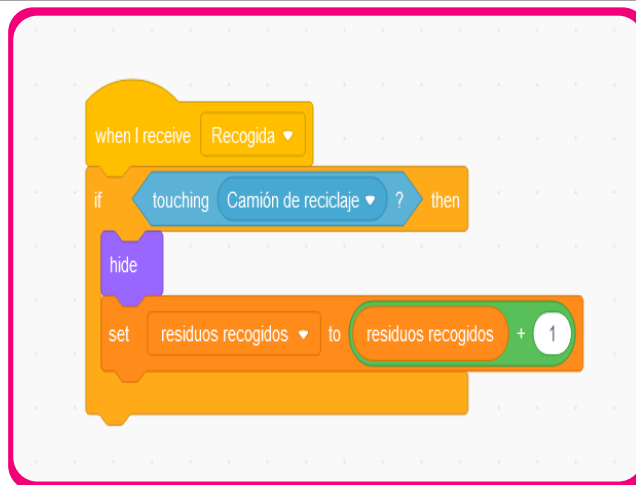 when I receive Recogida
if touching Camión de reciclaje ? then
hide
set residuos recogidos to residuos recogidos + 1